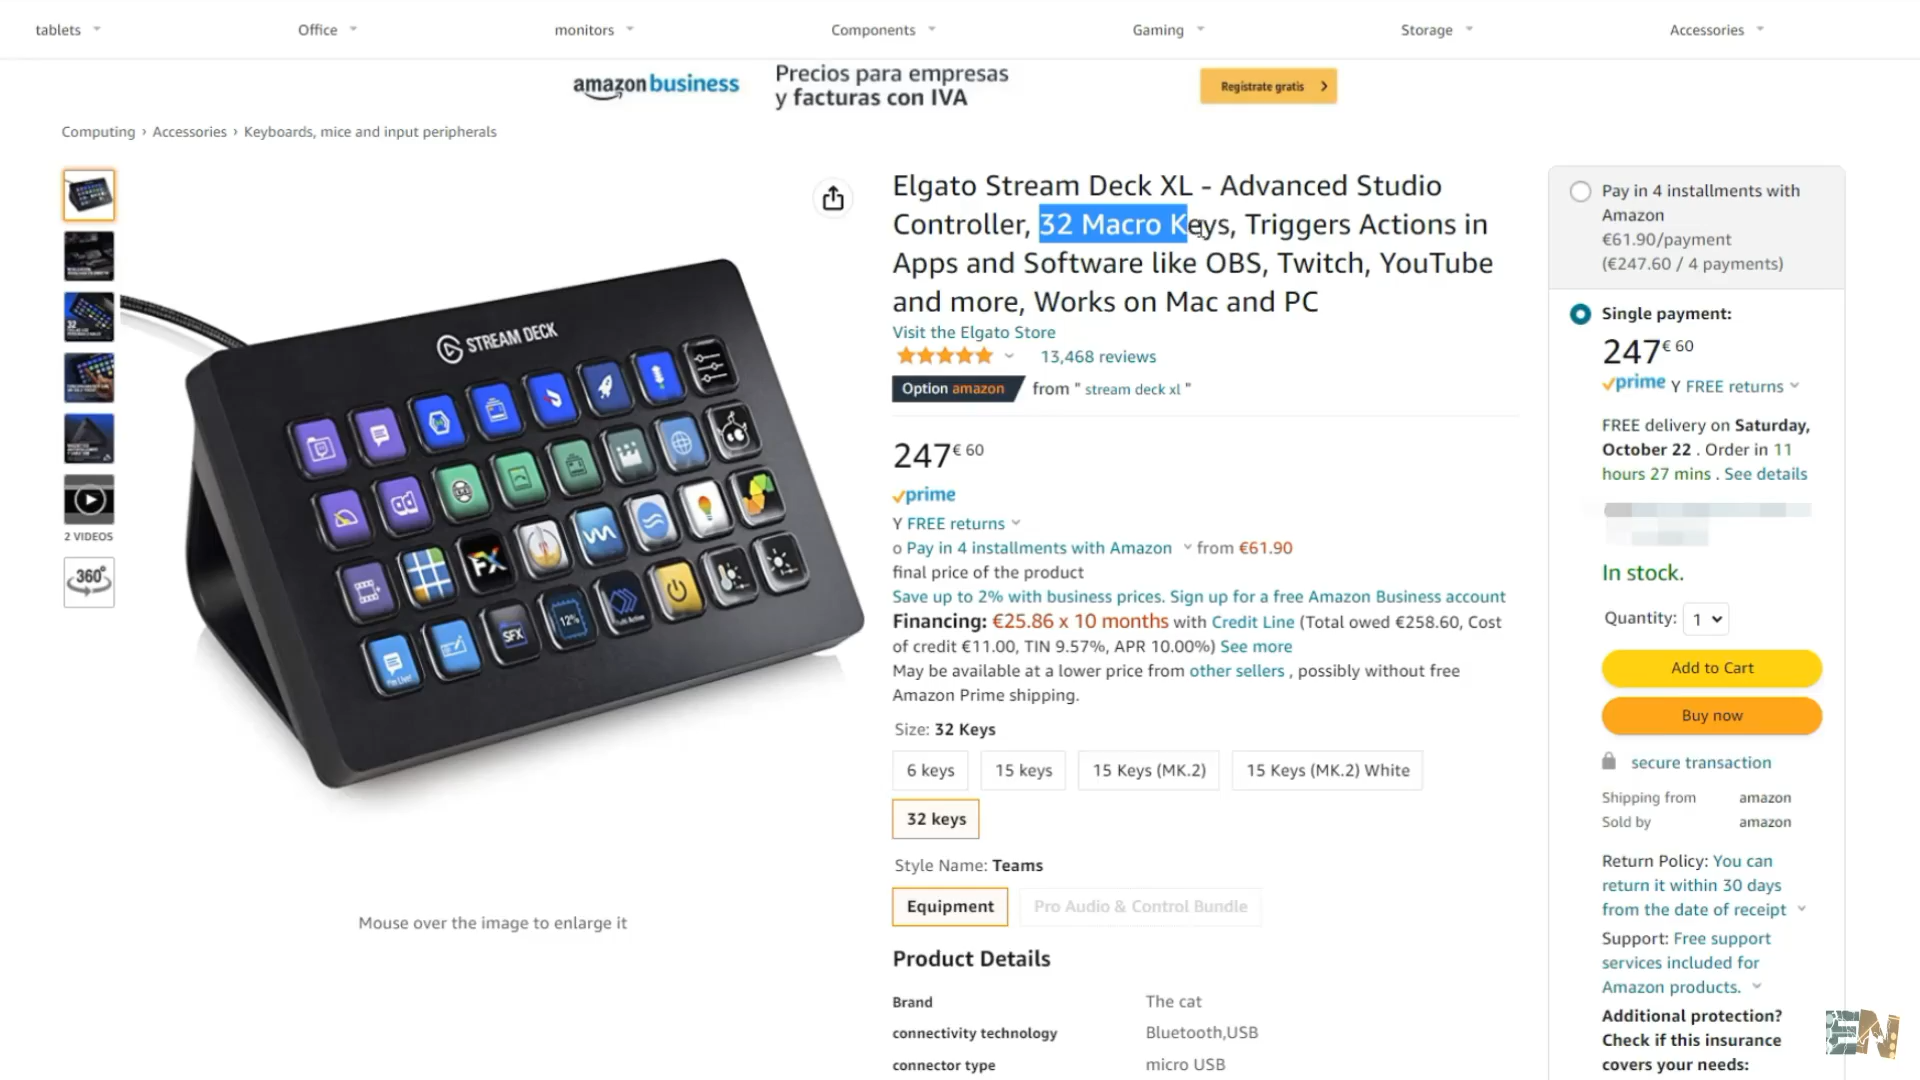 tablets
Office
monitors
Components
Gaming
Storage
Accessories
amazon business
Precios para empresas
y facturas con IVA
Regístrate gratis
Computing › Accessories › Keyboards, mice and input peripherals
2 VIDEOS
360°
STREAM DECK
FX
SFX
12%
Elgato Stream Deck XL - Advanced Studio
Controller, 32 Macro Keys, Triggers Actions in
Apps and Software like OBS, Twitch, YouTube
and more, Works on Mac and PC
Visit the Elgato Store
13,468 reviews
Option amazon from " stream deck xl "
247€ 60
prime
Y FREE returns
o Pay in 4 installments with Amazon from €61.90
final price of the product
Save up to 2% with business prices. Sign up for a free Amazon Business account
Financing: €25.86 x 10 months with Credit Line (Total owed €258.60, Cost
of credit €11.00, TIN 9.57%, APR 10.00%) See more
May be available at a lower price from other sellers , possibly without free
Amazon Prime shipping.
Size: 32 Keys
6 keys
15 keys
15 Keys (MK.2)
15 Keys (MK.2) White
32 keys
Style Name: Teams
Equipment
Pro Audio & Control Bundle
Mouse over the image to enlarge it
Product Details
Brand The cat
connectivity technology Bluetooth,USB
connector type micro USB
Pay in 4 installments with
Amazon
€61.90/payment
(€247.60 / 4 payments)
Single payment:
247€ 60
prime Y FREE returns
FREE delivery on Saturday,
October 22 . Order in 11
hours 27 mins . See details
In stock.
Quantity: 1
Add to Cart
Buy now
secure transaction
Shipping from amazon
Sold by amazon
Return Policy: You can
return it within 30 days
from the date of receipt
Support: Free support
services included for
Amazon products.
Additional protection?
Check if this insurance
covers your needs:
EN